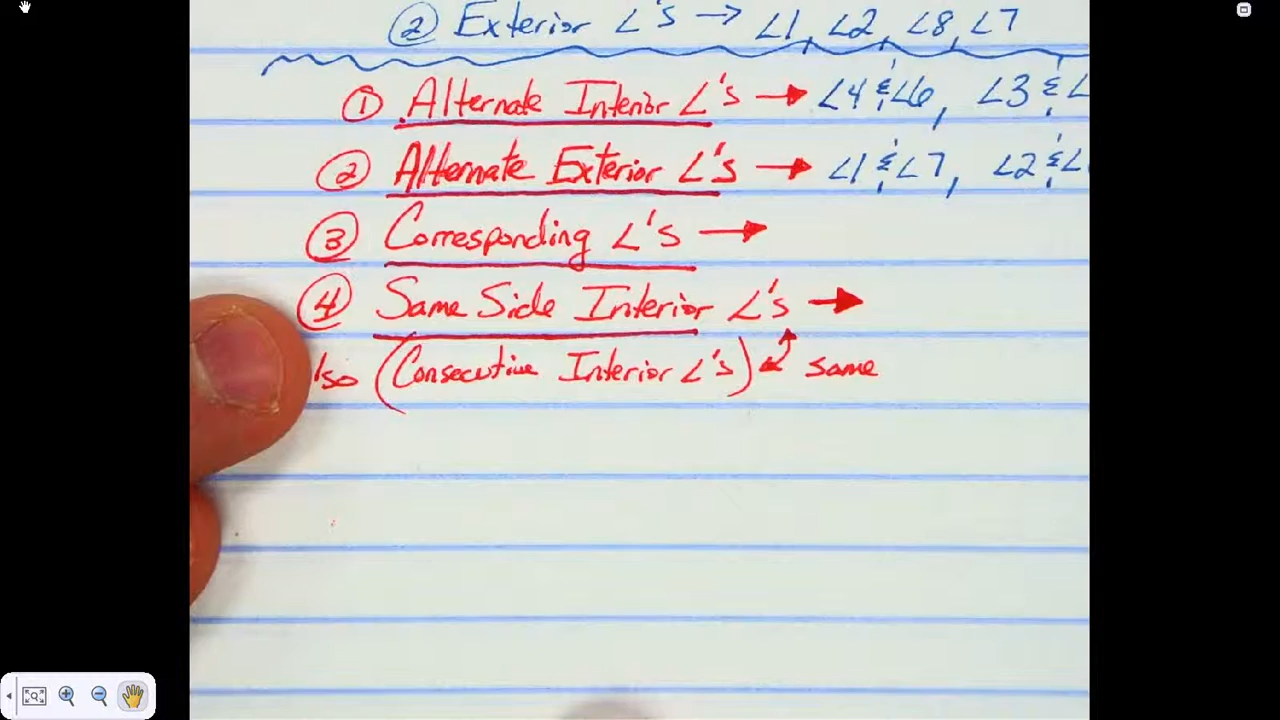 ② Exterior ∠'s → ∠1, ∠2, ∠8, ∠7
① Alternate Interior ∠'s → ∠4 & ∠6, ∠3 & ∠
② Alternate Exterior ∠'s → ∠1 & ∠7, ∠2 & ∠
③ Corresponding ∠'s →
④ Same Side Interior ∠'s →
(Consecutive Interior ∠'s) same